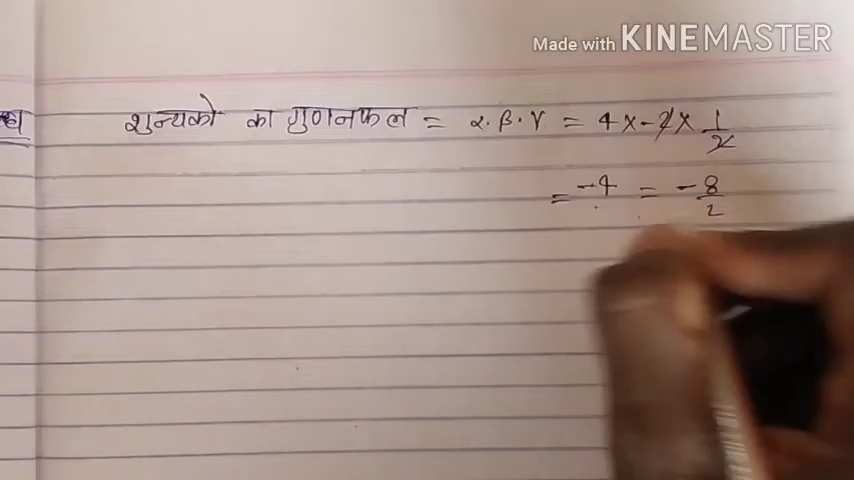 Made with KINEMASTER
शुन्यको का गुणनफल = α.β.γ = 4 x -2 x 1/2
= -4 = -8/2